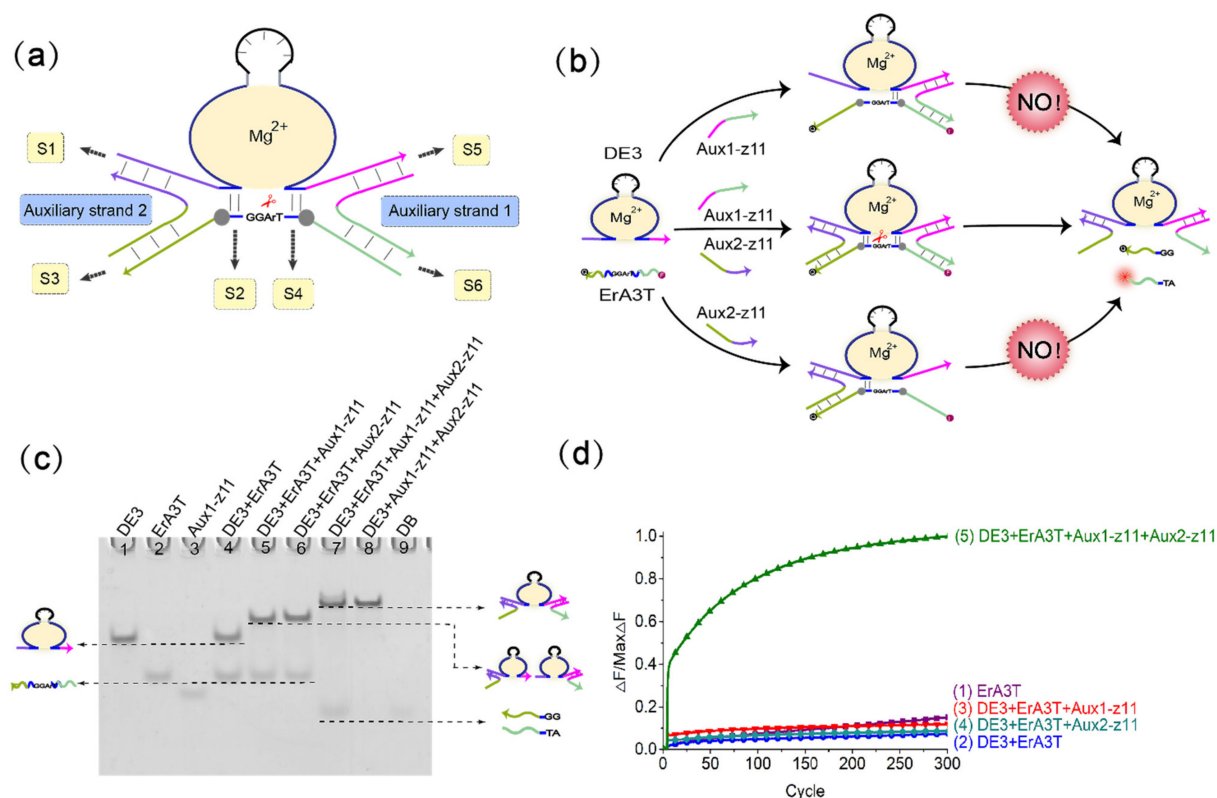 (a)
Mg2+
S1
S5
Auxiliary strand 2
Auxiliary strand 1
GGArT
S3
S2
S4
S6
(b)
Mg2+
GGArT
NO!
Aux1-z11
DE3
Mg2+
Aux1-z11
Aux2-z11
Mg2+
GGArT
Mg2+
GG
TA
GGArT
ErA3T
Aux2-z11
Mg2+
GGArT
NO!
(c)
DE3
ErA3T
Aux1-z11
DE3+ErA3T
DE3+ErA3T+Aux1-z11
DE3+ErA3T+Aux2-z11
DE3+ErA3T+Aux1-z11+Aux2-z11
DE3+Aux1-z11+Aux2-z11
DB
1 2 3 4 5 6 7 8 9
GGArT
GG
TA
(d)
ΔF/MaxΔF
1.0
0.8
0.6
0.4
0.2
0.0
(5) DE3+ErA3T+Aux1-z11+Aux2-z11
(1) ErA3T
(3) DE3+ErA3T+Aux1-z11
(4) DE3+ErA3T+Aux2-z11
(2) DE3+ErA3T
0 50 100 150 200 250 300
Cycle